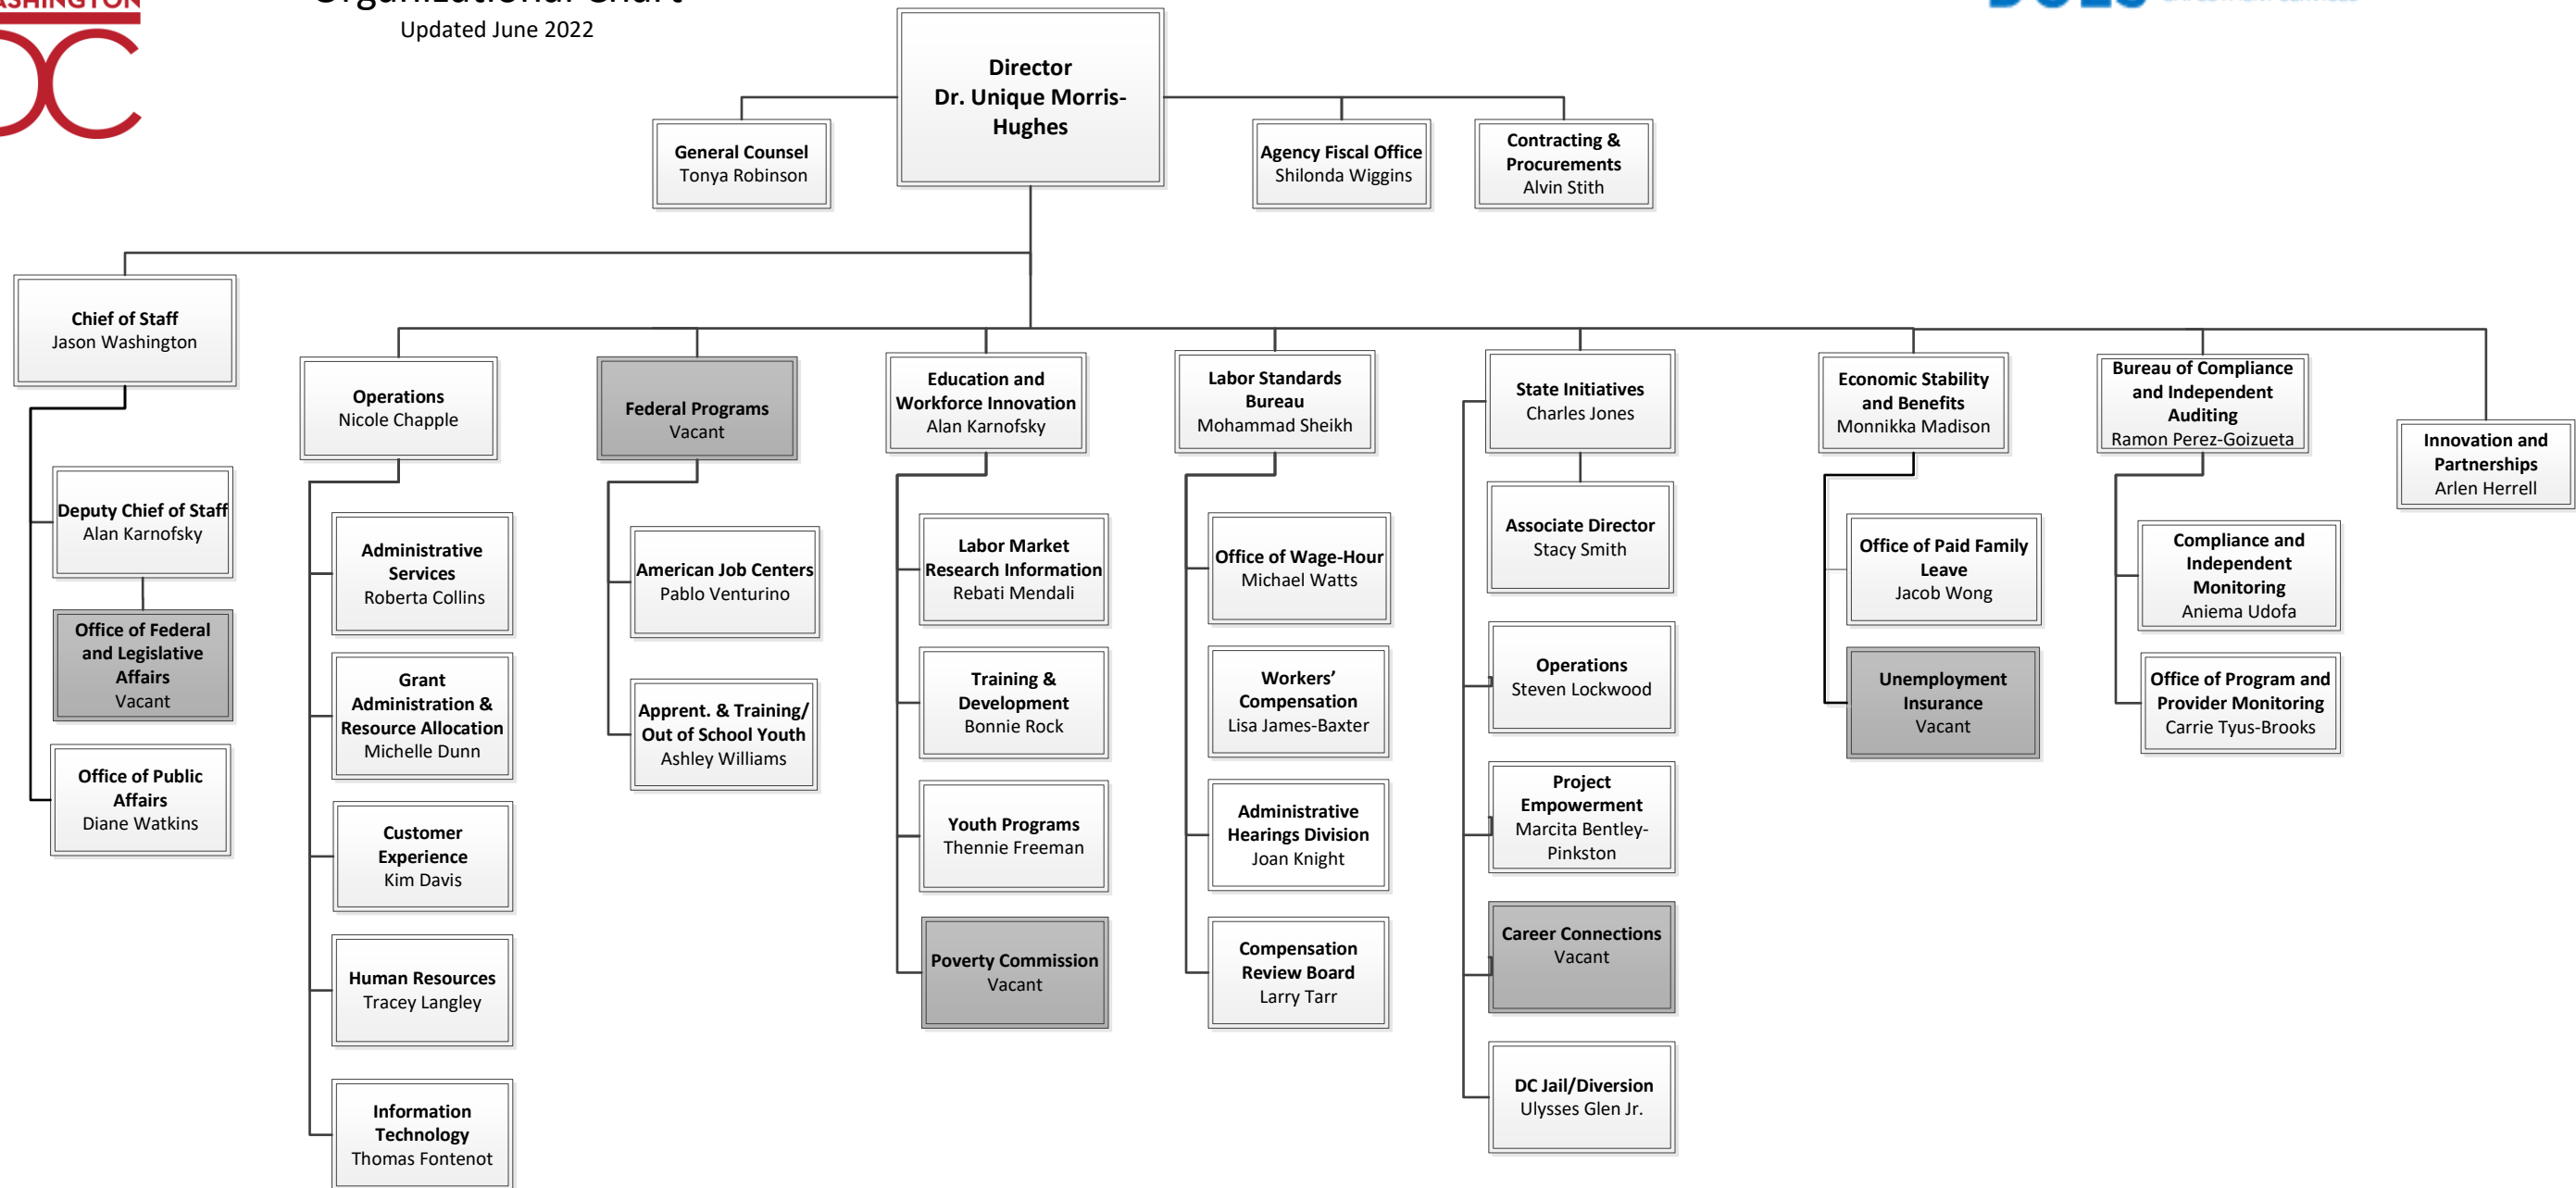 WASHINGTON
Organizational Chart
Updated June 2022
DOES
Director
Dr. Unique Morris-
Hughes
General Counsel
Tonya Robinson
Agency Fiscal Office
Shilonda Wiggins
Contracting &
Procurements
Alvin Stith
Chief of Staff
Jason Washington
Deputy Chief of Staff
Alan Karnofsky
Office of Federal
and Legislative
Affairs
Vacant
Office of Public
Affairs
Diane Watkins
Operations
Nicole Chapple
Administrative
Services
Roberta Collins
Grant
Administration &
Resource Allocation
Michelle Dunn
Customer
Experience
Kim Davis
Human Resources
Tracey Langley
Information
Technology
Thomas Fontenot
Federal Programs
Vacant
American Job Centers
Pablo Venturino
Apprent. & Training/
Out of School Youth
Ashley Williams
Education and
Workforce Innovation
Alan Karnofsky
Labor Market
Research Information
Rebati Mendali
Training &
Development
Bonnie Rock
Youth Programs
Thennie Freeman
Poverty Commission
Vacant
Labor Standards
Bureau
Mohammad Sheikh
Office of Wage-Hour
Michael Watts
Workers’
Compensation
Lisa James-Baxter
Administrative
Hearings Division
Joan Knight
Compensation
Review Board
Larry Tarr
State Initiatives
Charles Jones
Associate Director
Stacy Smith
Operations
Steven Lockwood
Project
Empowerment
Marcita Bentley-
Pinkston
Career Connections
Vacant
DC Jail/Diversion
Ulysses Glen Jr.
Economic Stability
and Benefits
Monnikka Madison
Office of Paid Family
Leave
Jacob Wong
Unemployment
Insurance
Vacant
Bureau of Compliance
and Independent
Auditing
Ramon Perez-Goizueta
Compliance and
Independent
Monitoring
Aniema Udofa
Office of Program and
Provider Monitoring
Carrie Tyus-Brooks
Innovation and
Partnerships
Arlen Herrell